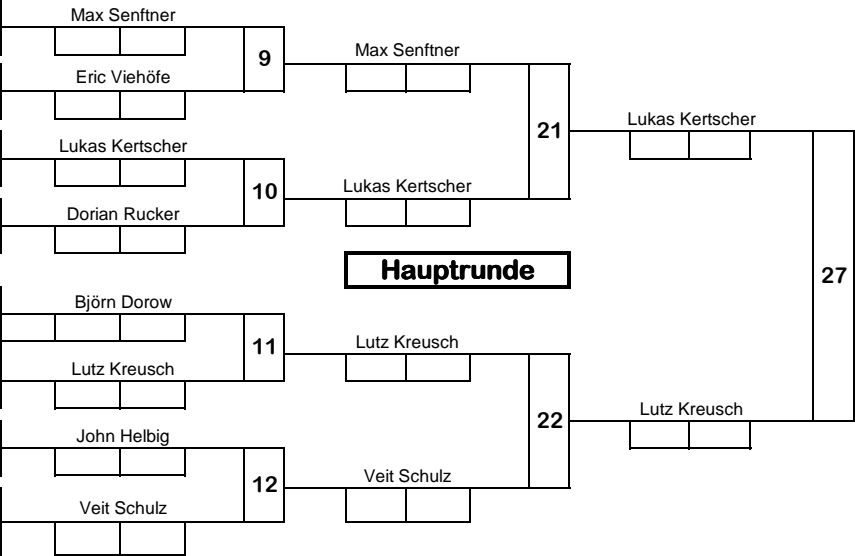 Max Senftner
9
Max Senftner
Eric Viehöfe
21
Lukas Kertscher
Lukas Kertscher
10
Lukas Kertscher
Dorian Rucker
Hauptrunde
27
Björn Dorow
11
Lutz Kreusch
Lutz Kreusch
22
Lutz Kreusch
John Helbig
12
Veit Schulz
Veit Schulz